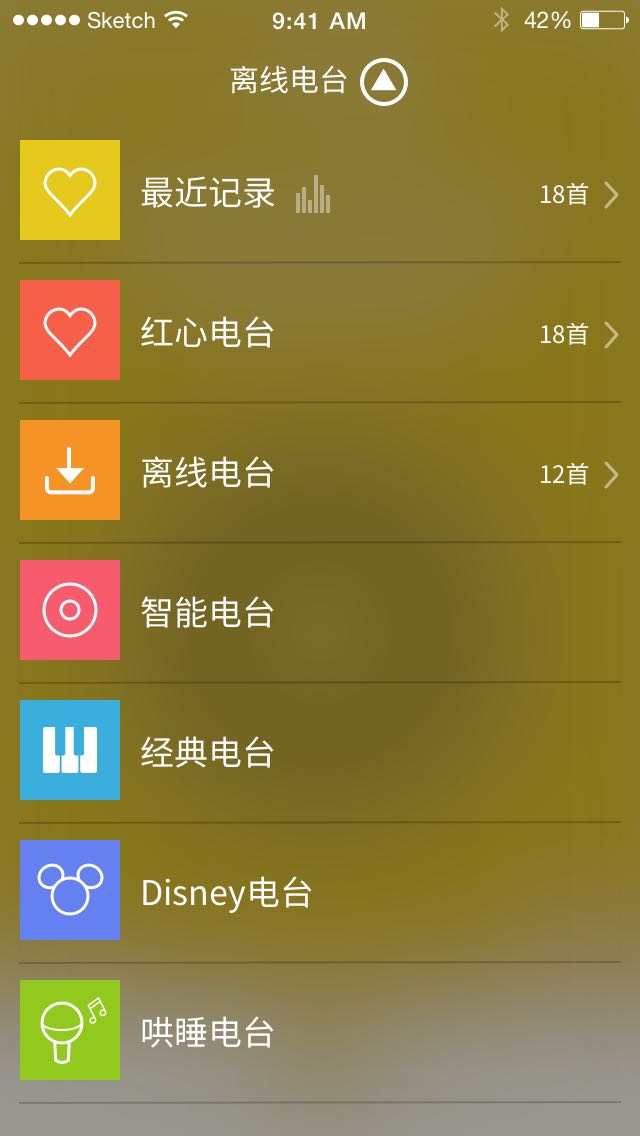 Sketch 9:41 AM 42%
离线电台
最近记录 18首
红心电台 18首
离线电台 12首
智能电台
经典电台
Disney电台
哄睡电台